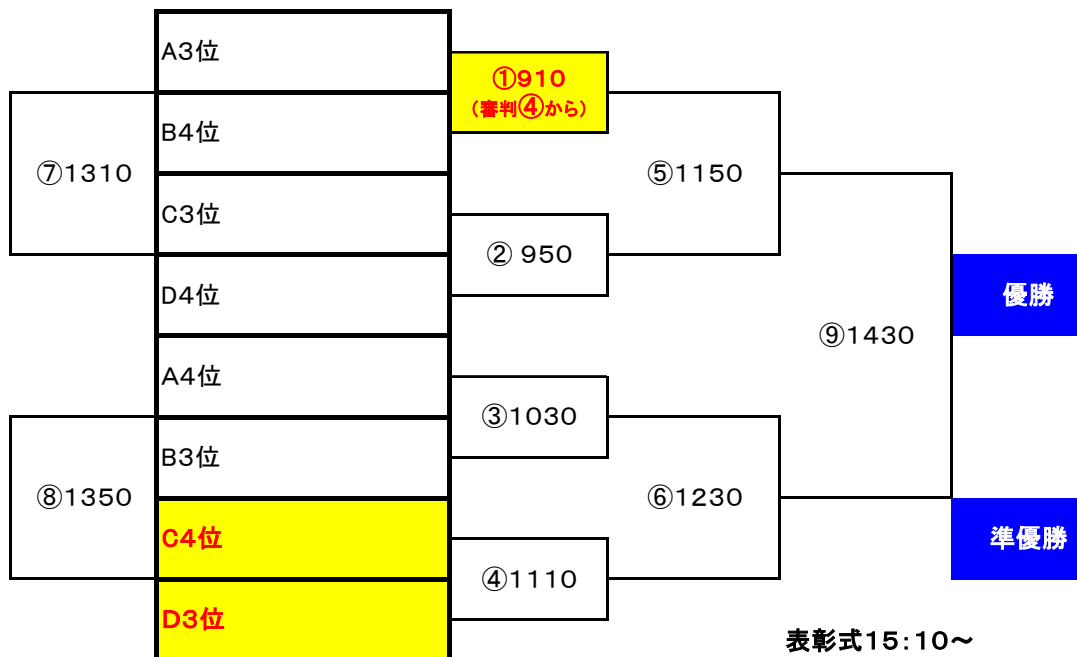 A3位
①910
（審判④から）
B4位
⑦1310
⑤1150
C3位
② 950
D4位
優勝
⑨1430
A4位
③1030
B3位
⑧1350
⑥1230
C4位
準優勝
④1110
D3位
表彰式15：10～